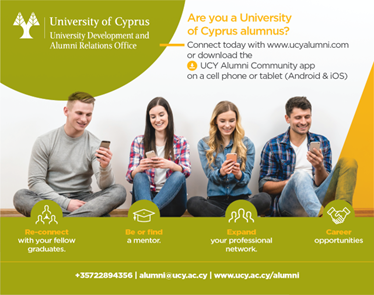 University of Cyprus
University Development and
Alumni Relations Office
Are you a University
of Cyprus alumnus?
Connect today with www.ucyalumni.com
or download the
UCY Alumni Community app
on a cell phone or tablet (Android & iOS)
Re-connect
with your fellow
graduates.
Be or find
a mentor.
Expand
your professional
network.
Career
opportunities
+35722894356 | alumni@ucy.ac.cy | www.ucy.ac.cy/alumni